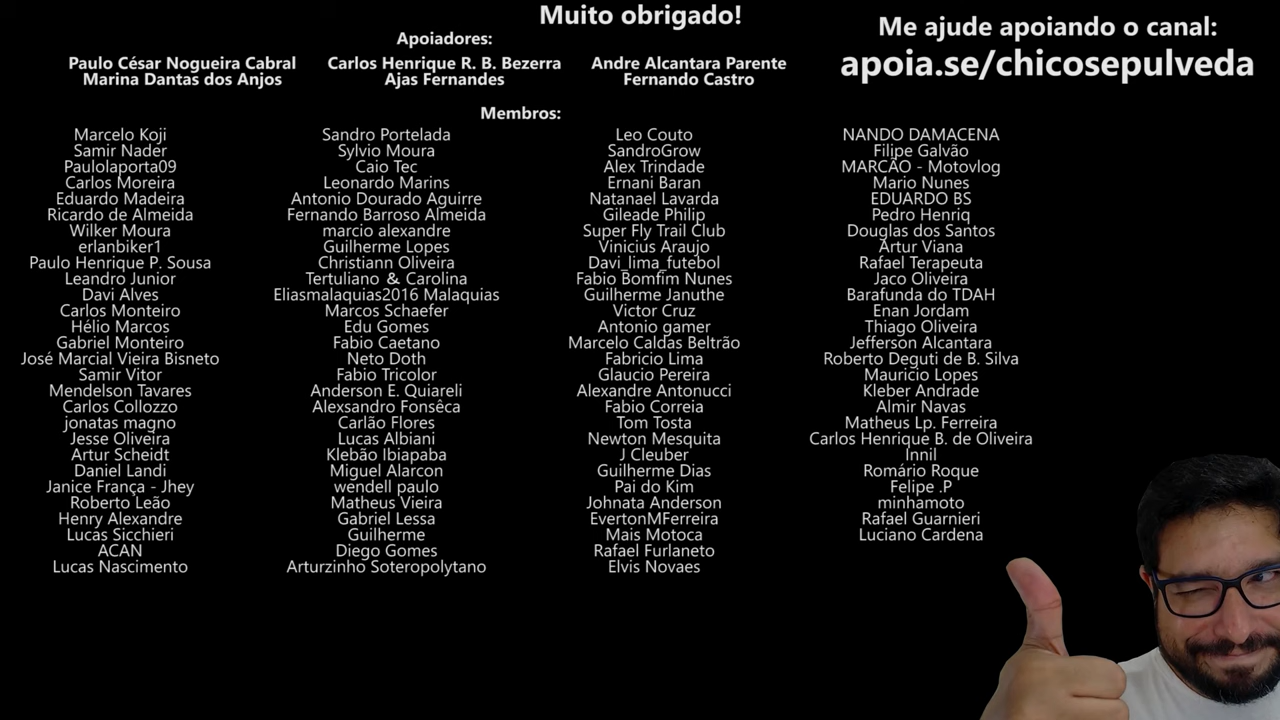 Muito obrigado!
Apoiadores:
Paulo César Nogueira Cabral
Marina Dantas dos Anjos
Carlos Henrique R. B. Bezerra
Ajas Fernandes
Andre Alcantara Parente
Fernando Castro
Me ajude apoiando o canal:
apoia.se/chicosepulveda
Membros:
Marcelo Koji
Samir Nader
Paulolaporta09
Carlos Moreira
Eduardo Madeira
Ricardo de Almeida
Wilker Moura
erlanbiker1
Paulo Henrique P. Sousa
Leandro Junior
Davi Alves
Carlos Monteiro
Hélio Marcos
Gabriel Monteiro
José Marcial Vieira Bisneto
Samir Vitor
Mendelson Tavares
Carlos Collozzo
jonatas magno
Jesse Oliveira
Artur Scheidt
Daniel Landi
Janice França - Jhey
Roberto Leão
Henry Alexandre
Lucas Sicchieri
ACAN
Lucas Nascimento
Sandro Portelada
Sylvio Moura
Caio Tec
Leonardo Marins
Antonio Dourado Aguirre
Fernando Barroso Almeida
marcio alexandre
Guilherme Lopes
Christiann Oliveira
Tertuliano & Carolina
Eliasmalaquias2016 Malaquias
Marcos Schaefer
Edu Gomes
Fabio Caetano
Neto Doth
Fabio Tricolor
Anderson E. Quiareli
Alexsandro Fonsêca
Carlão Flores
Lucas Albiani
Klebão Ibiapaba
Miguel Alarcon
wendell paulo
Matheus Vieira
Gabriel Lessa
Guilherme
Diego Gomes
Arturzinho Soteropolytano
Leo Couto
SandroGrow
Alex Trindade
Ernani Baran
Natanael Lavarda
Gileade Philip
Super Fly Trail Club
Vinicius Araujo
Davi_lima_futebol
Fabio Bomfim Nunes
Guilherme Januthe
Victor Cruz
Antonio gamer
Marcelo Caldas Beltrão
Fabricio Lima
Glaucio Pereira
Alexandre Antonucci
Fabio Correia
Tom Tosta
Newton Mesquita
J Cleuber
Guilherme Dias
Pai do Kim
Johnata Anderson
EvertonMFerreira
Mais Motoca
Rafael Furlaneto
Elvis Novaes
NANDO DAMACENA
Filipe Galvão
MARCÃO - Motovlog
Mario Nunes
EDUARDO BS
Pedro Henriq
Douglas dos Santos
Artur Viana
Rafael Terapeuta
Jaco Oliveira
Barafunda do TDAH
Enan Jordam
Thiago Oliveira
Jefferson Alcantara
Roberto Deguti de B. Silva
Mauricio Lopes
Kleber Andrade
Almir Navas
Matheus Lp. Ferreira
Carlos Henrique B. de Oliveira
Innil
Romário Roque
Felipe .P
minhamoto
Rafael Guarnieri
Luciano Cardena